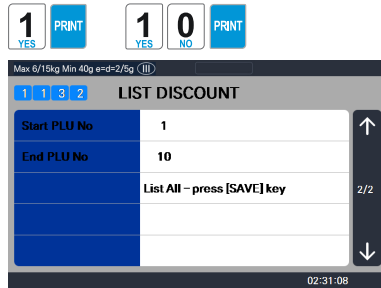 1 YES PRINT 1 YES 0 NO PRINT
Max 6/15kg Min 40g e=d=2/5g (III)
1 1 3 2 LIST DISCOUNT
Start PLU No 1
End PLU No 10
List All – press [SAVE] key
2/2
02:31:08